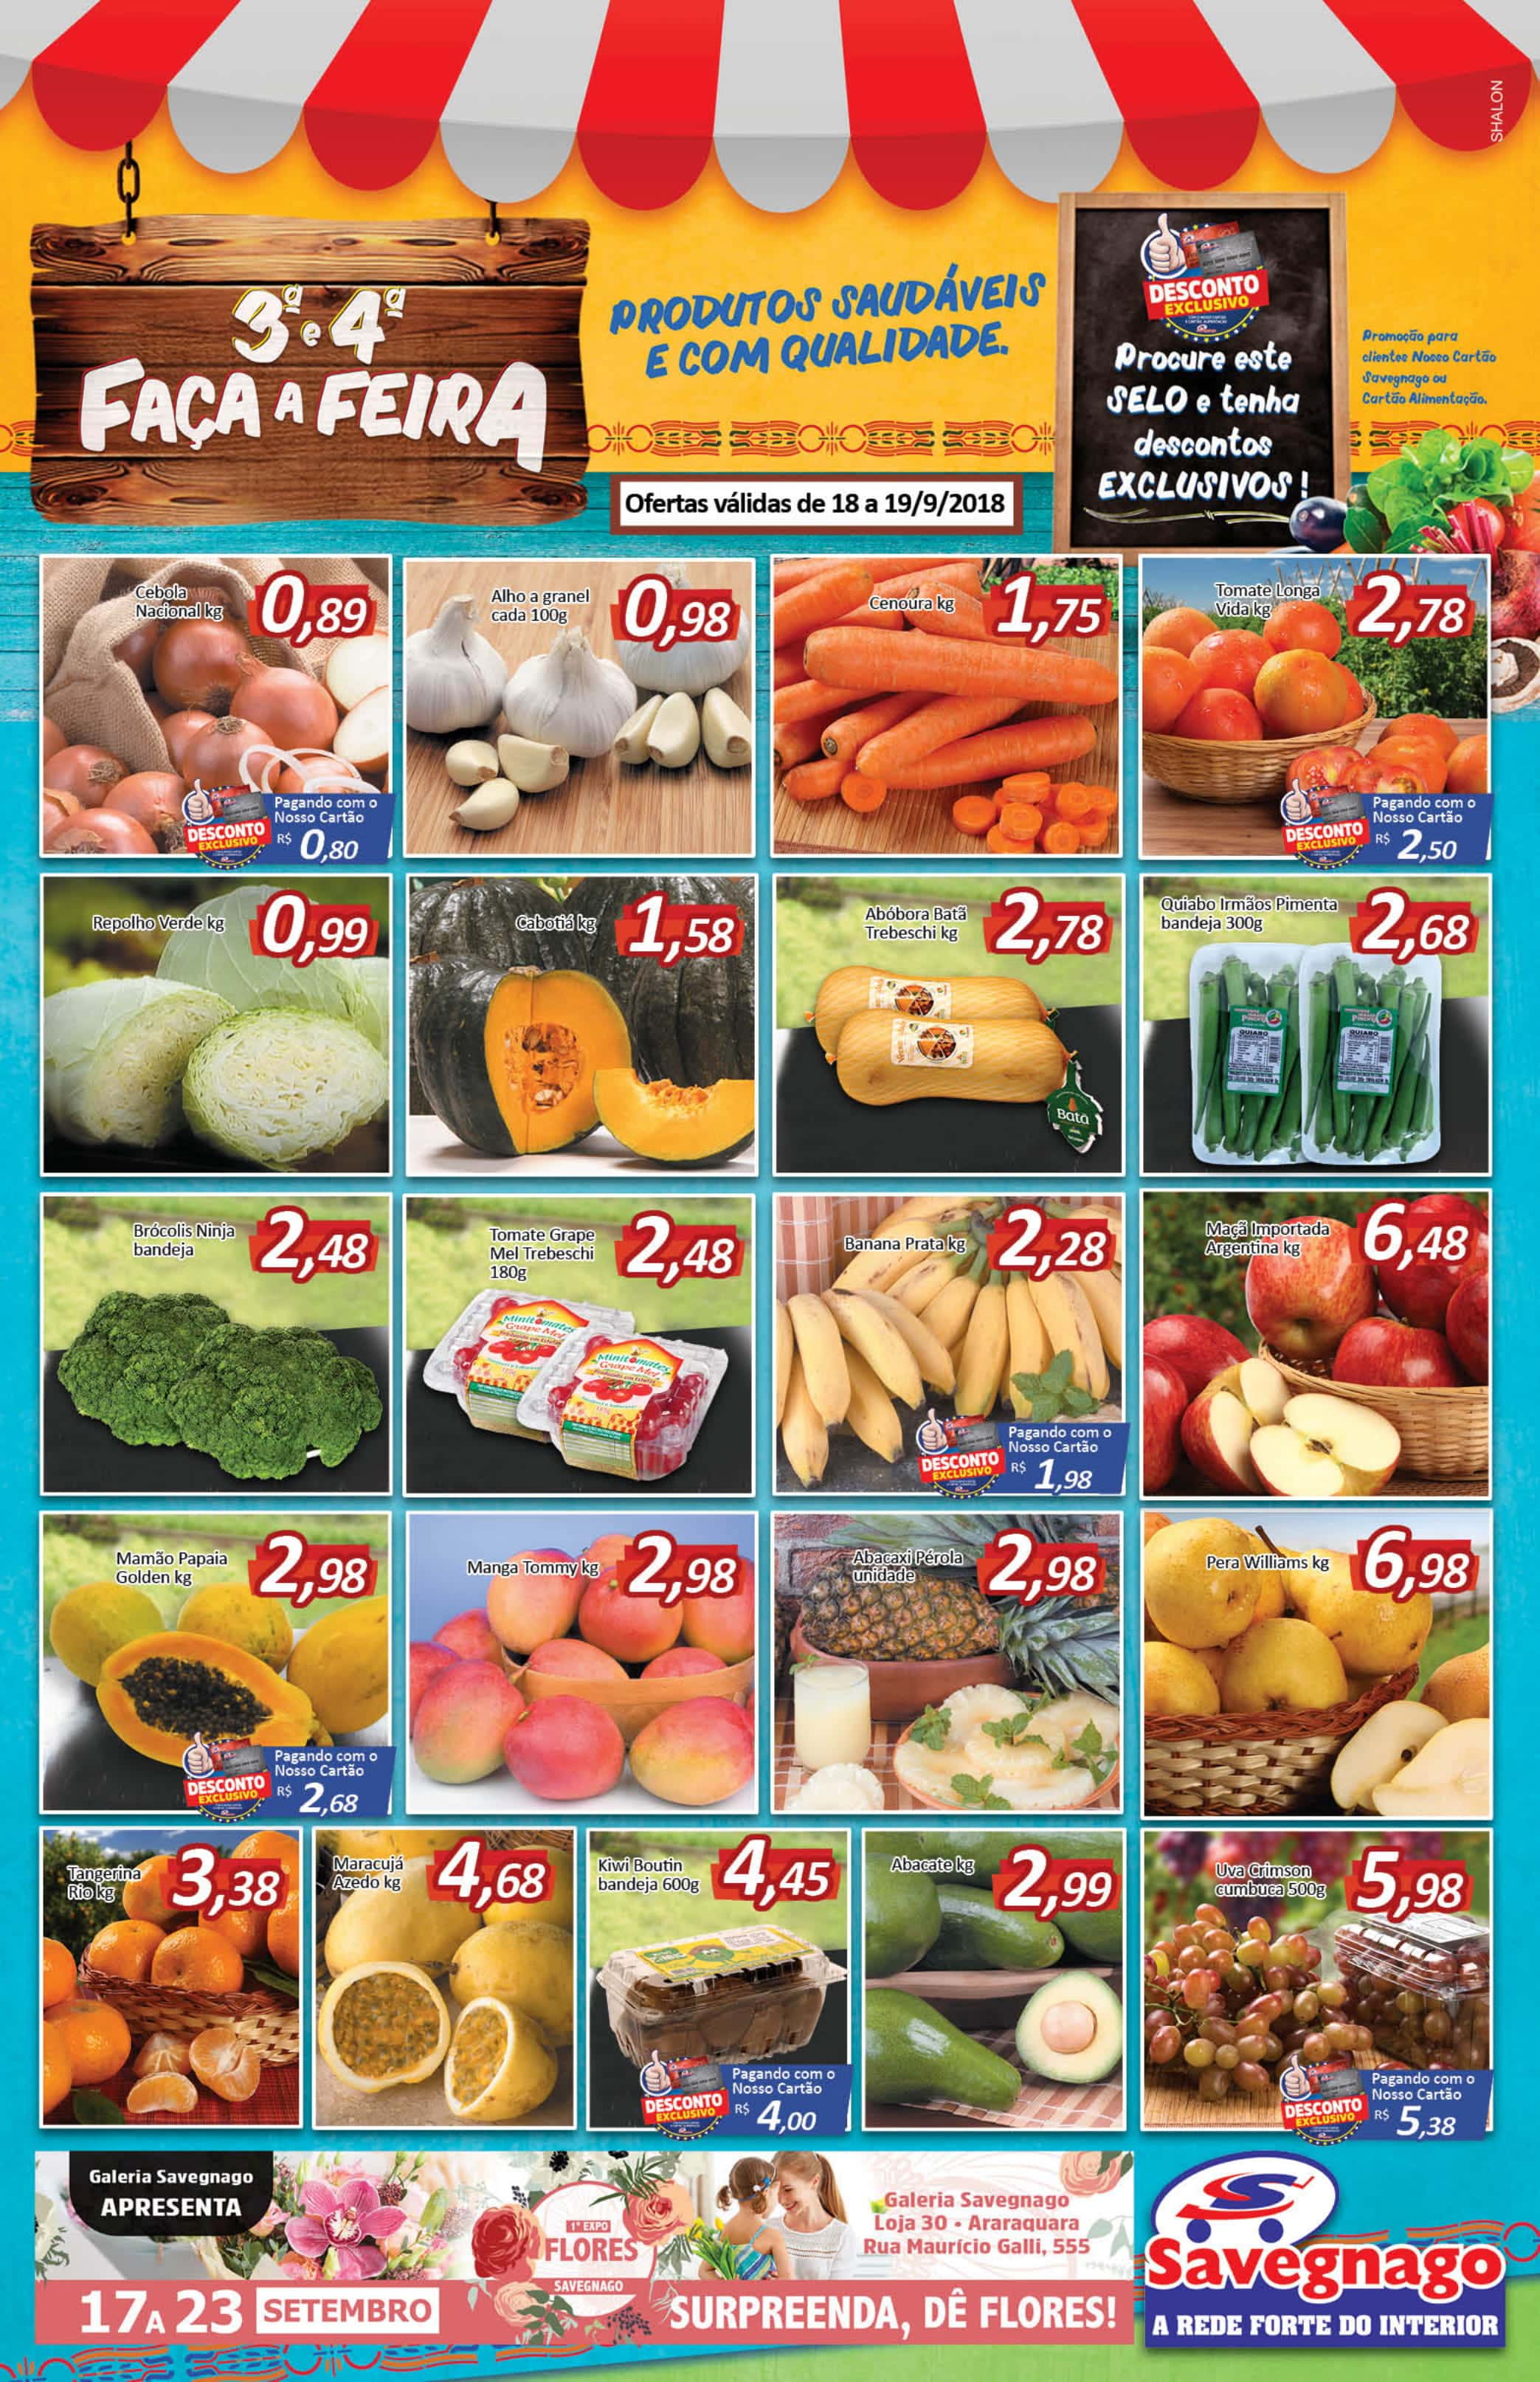 SHALON
3ª e 4ª
FAÇA A FEIRA
PRODUTOS SAUDÁVEIS
E COM QUALIDADE.
Ofertas válidas de 18 a 19/9/2018
DESCONTO
EXCLUSIVO
Procure este
SELO e tenha
descontos
EXCLUSIVOS!
Promoção para
clientes Nosso Cartão
Savegnago ou
Cartão Alimentação.
Cebola
Nacional kg
0,89
DESCONTO
EXCLUSIVO
Pagando com o
Nosso Cartão
R$ 0,80
Alho a granel
cada 100g
0,98
Cenoura kg
1,75
Tomate Longa
Vida kg
2,78
DESCONTO
EXCLUSIVO
Pagando com o
Nosso Cartão
R$ 2,50
Repolho Verde kg
0,99
Cabotiá kg
1,58
Abóbora Batã
Trebeschi kg
2,78
Batã
Quiabo Irmãos Pimenta
bandeja 300g
2,68
QUIABO
QUIABO
Brócolis Ninja
bandeja
2,48
Tomate Grape
Mel Trebeschi
180g
2,48
Minitomates
Grape Mel
Minitomates
Grape Mel
Banana Prata kg
2,28
DESCONTO
EXCLUSIVO
Pagando com o
Nosso Cartão
R$ 1,98
Maçã Importada
Argentina kg
6,48
Mamão Papaia
Golden kg
2,98
DESCONTO
EXCLUSIVO
Pagando com o
Nosso Cartão
R$ 2,68
Manga Tommy kg
2,98
Abacaxi Pérola
unidade
2,98
Pera Williams kg
6,98
Tangerina
Rio kg
3,38
Maracujá
Azedo kg
4,68
Kiwi Boutin
bandeja 600g
4,45
DESCONTO
EXCLUSIVO
Pagando com o
Nosso Cartão
R$ 4,00
Abacate kg
2,99
Uva Crimson
cumbuca 500g
5,98
DESCONTO
EXCLUSIVO
Pagando com o
Nosso Cartão
R$ 5,38
Galeria Savegnago
APRESENTA
17 A 23 SETEMBRO
1ª EXPO
FLORES
SAVEGNAGO
Galeria Savegnago
Loja 30 • Araraquara
Rua Maurício Galli, 555
SURPREENDA, DÊ FLORES!
S
Savegnago
A REDE FORTE DO INTERIOR